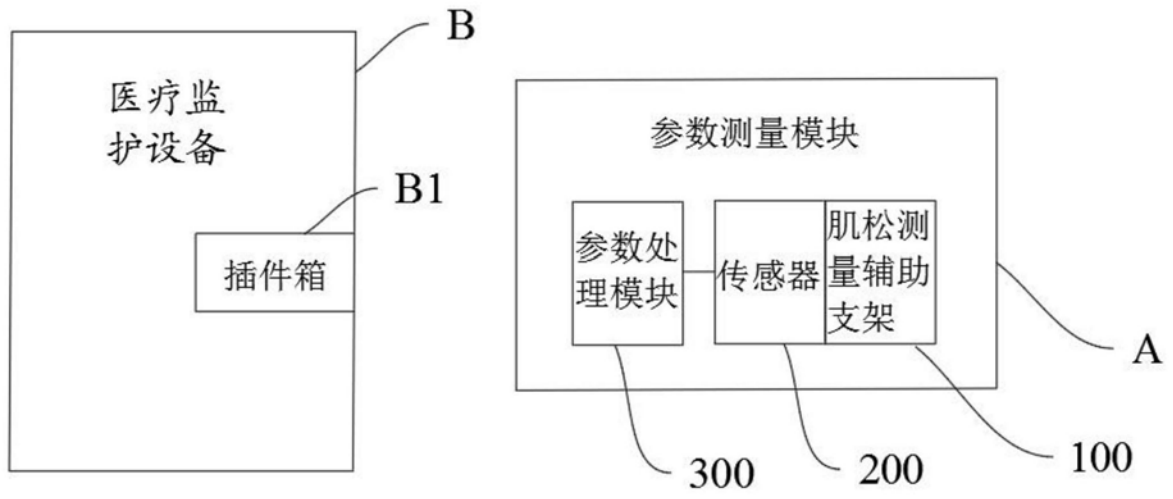 B
医疗监
护设备
B1
插件箱
参数测量模块
参数处
理模块
传感器
肌松测
量辅助
支架
A
300
200
100